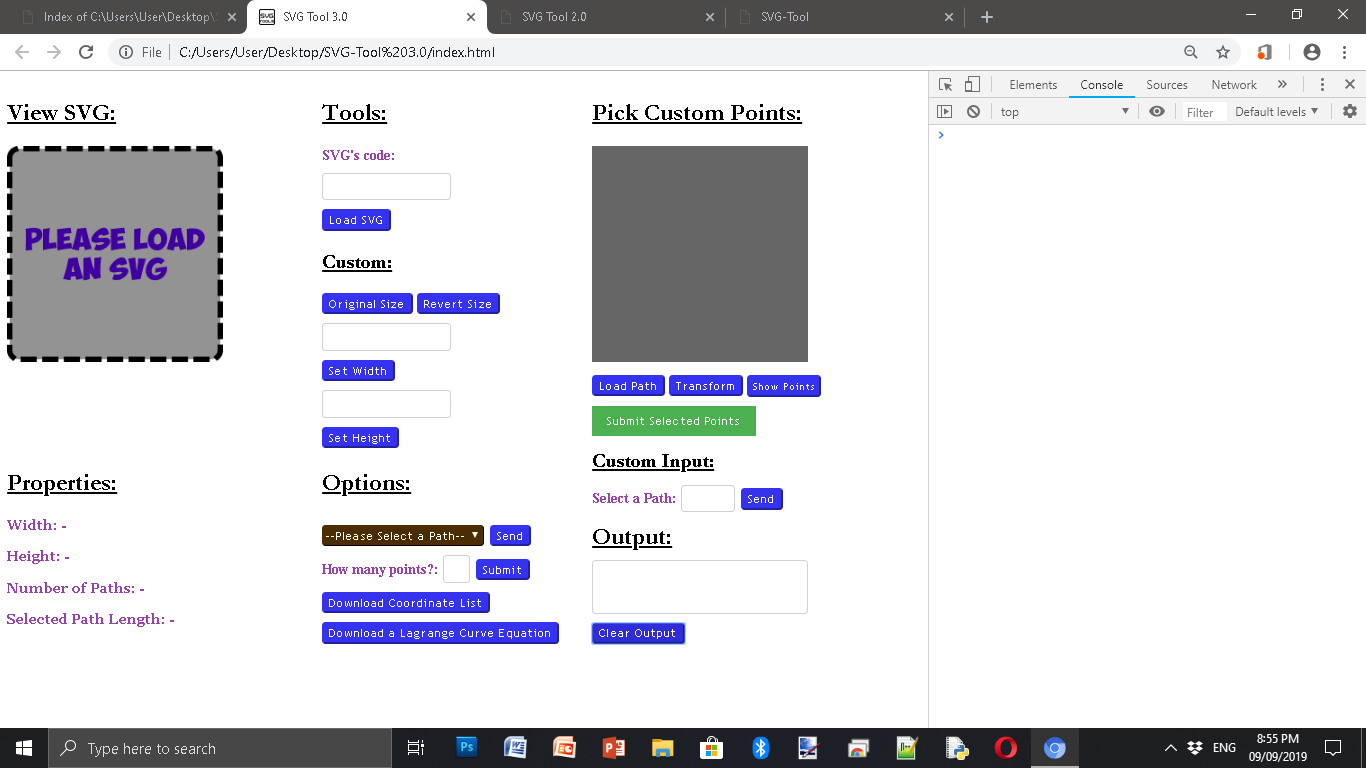 Index of C:\Users\User\Desktop\
SVG Tool 3.0
SVG Tool 2.0
SVG-Tool
File
C:/Users/User/Desktop/SVG-Tool%203.0/index.html
Elements Console Sources Network »
top Filter Default levels
View SVG:
PLEASE LOAD
AN SVG
Properties:
Width: -
Height: -
Number of Paths: -
Selected Path Length: -
Tools:
SVG's code:
Load SVG
Custom:
Original Size Revert Size
Set Width
Set Height
Options:
--Please Select a Path-- Send
How many points?: Submit
Download Coordinate List
Download a Lagrange Curve Equation
Pick Custom Points:
Load Path Transform Show Points
Submit Selected Points
Custom Input:
Select a Path: Send
Output:
Clear Output
Type here to search
ENG
8:55 PM
09/09/2019